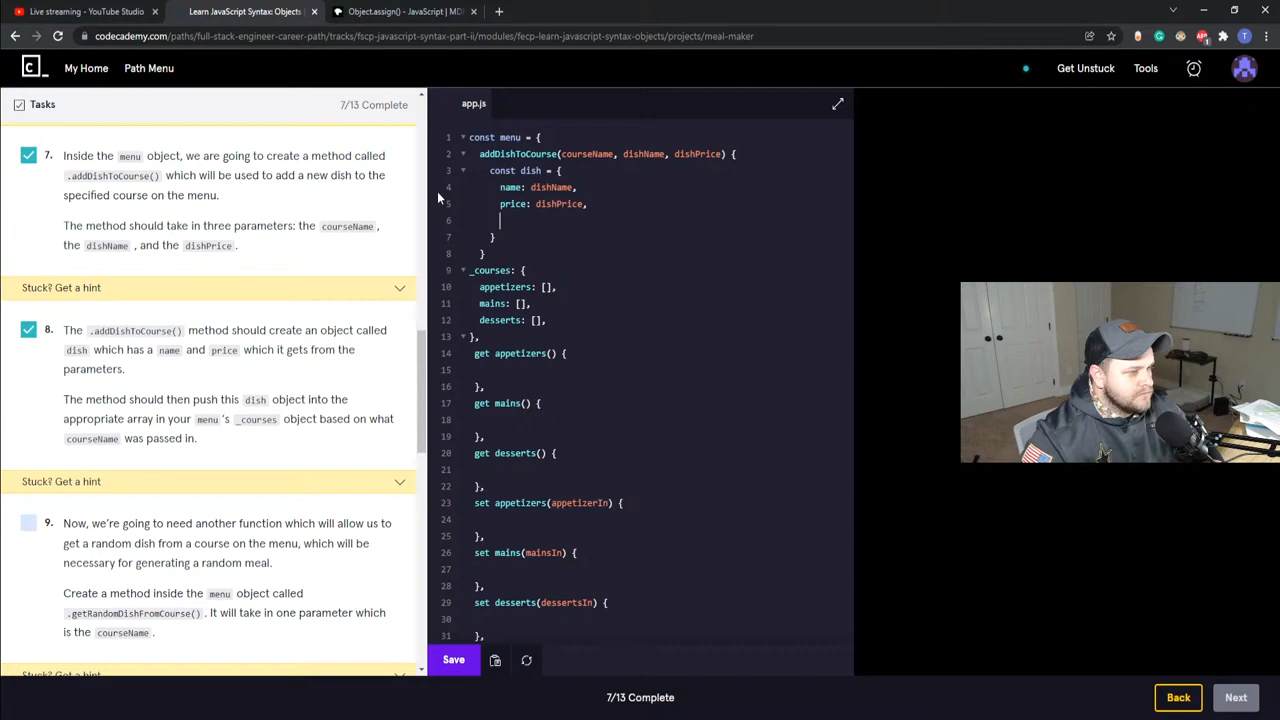 Live streaming - YouTube Studio
Learn JavaScript Syntax: Objects
Object.assign() - JavaScript | MD
codecademy.com/paths/full-stack-engineer-career-path/tracks/fscp-javascript-syntax-part-ii/modules/fecp-learn-javascript-syntax-objects/projects/meal-maker
T
C_
My Home
Path Menu
Get Unstuck
Tools
Tasks
7/13 Complete
7. Inside the menu object, we are going to create a method called
.addDishToCourse() which will be used to add a new dish to the
specified course on the menu.
The method should take in three parameters: the courseName,
the dishName , and the dishPrice.
Stuck? Get a hint
8. The .addDishToCourse() method should create an object called
dish which has a name and price which it gets from the
parameters.
The method should then push this dish object into the
appropriate array in your menu's _courses object based on what
courseName was passed in.
Stuck? Get a hint
9. Now, we're going to need another function which will allow us to
get a random dish from a course on the menu, which will be
necessary for generating a random meal.
Create a method inside the menu object called
.getRandomDishFromCourse(). It will take in one parameter which
is the courseName.
Stuck? Get a hint
app.js
1 const menu = {
2 addDishToCourse(courseName, dishName, dishPrice) {
3 const dish = {
4 name: dishName,
5 price: dishPrice,
6
7 }
8 }
9 _courses: {
10 appetizers: [],
11 mains: [],
12 desserts: [],
13 },
14 get appetizers() {
15
16 },
17 get mains() {
18
19 },
20 get desserts() {
21
22 },
23 set appetizers(appetizerIn) {
24
25 },
26 set mains(mainsIn) {
27
28 },
29 set desserts(dessertsIn) {
30
31 },
Save
7/13 Complete
Back
Next